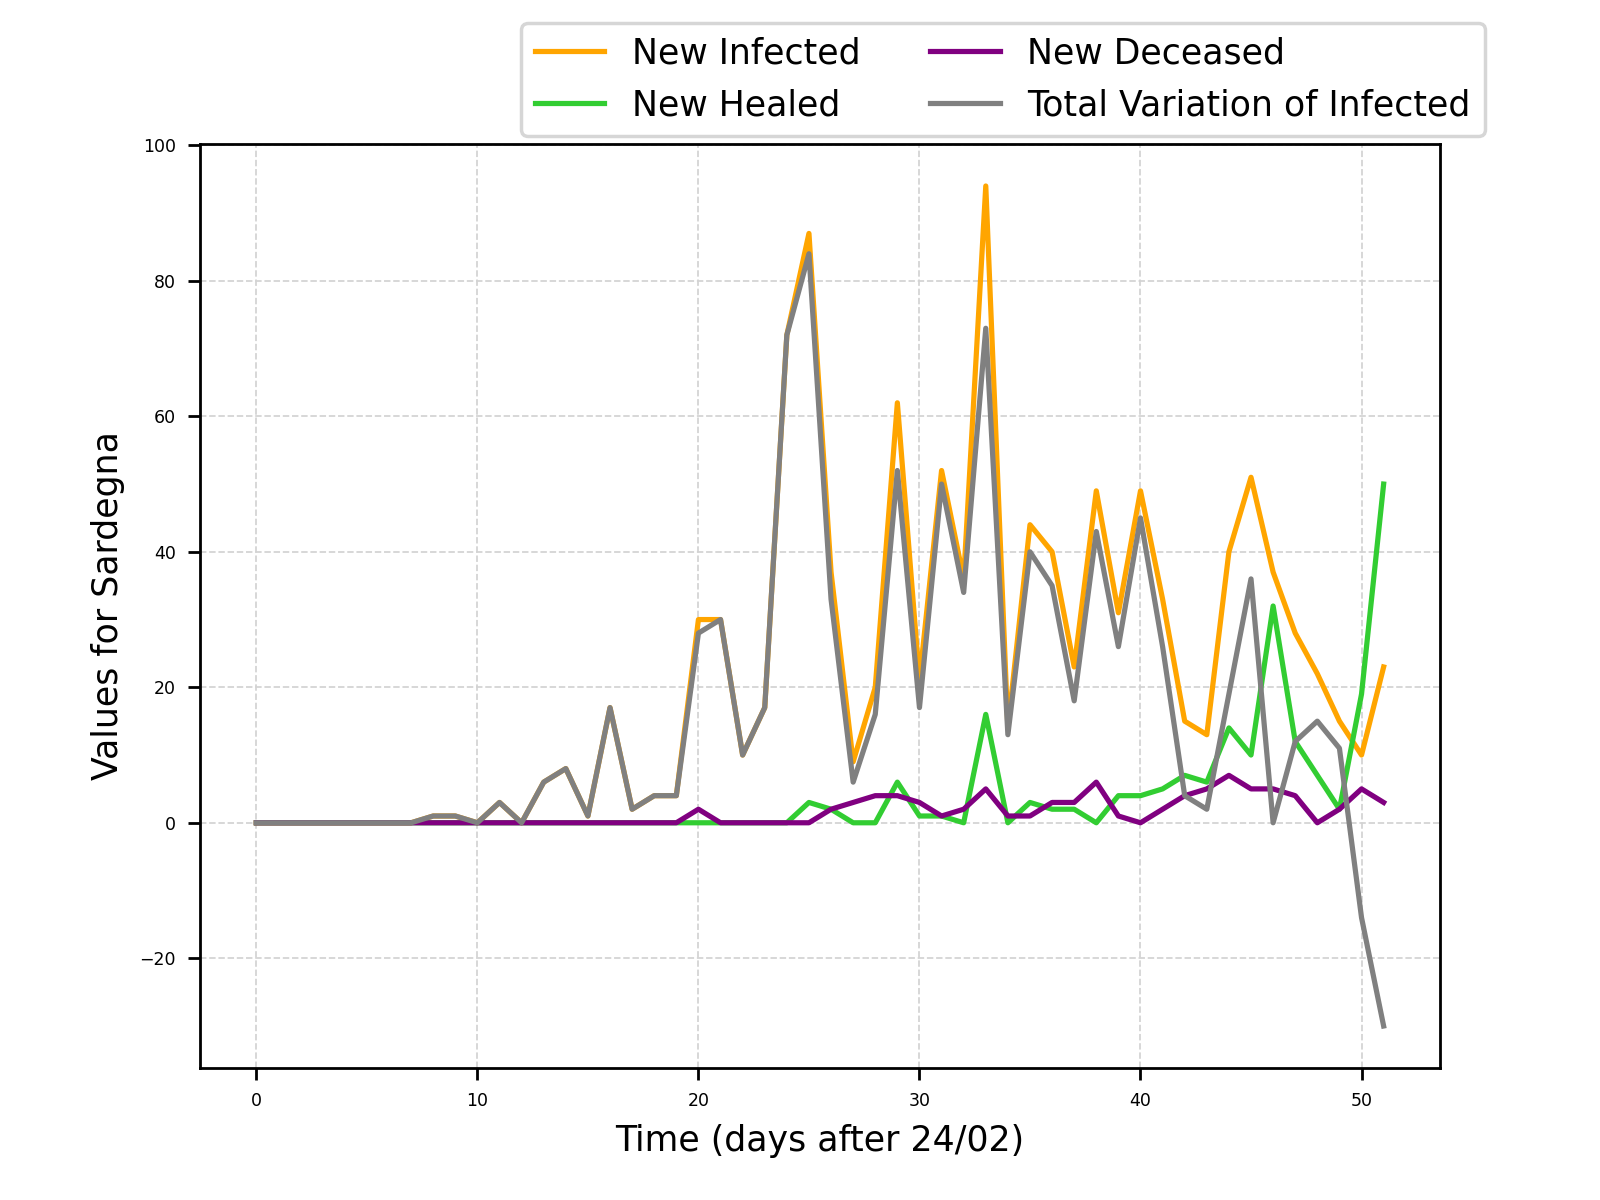 New Infected
New Healed
New Deceased
Total Variation of Infected
100
80
60
40
20
0
−20
Values for Sardegna
0 10 20 30 40 50
Time (days after 24/02)